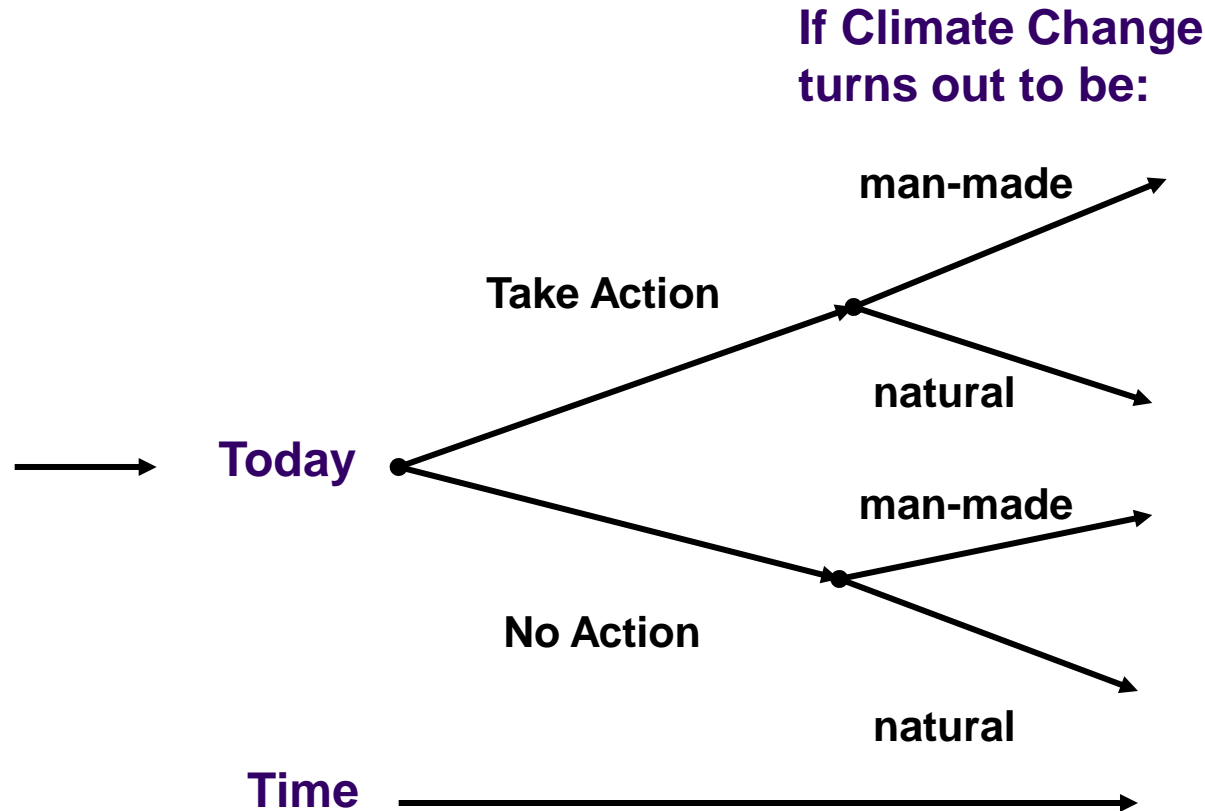 If Climate Change
turns out to be:
man-made
Take Action
natural
Today
man-made
No Action
natural
Time